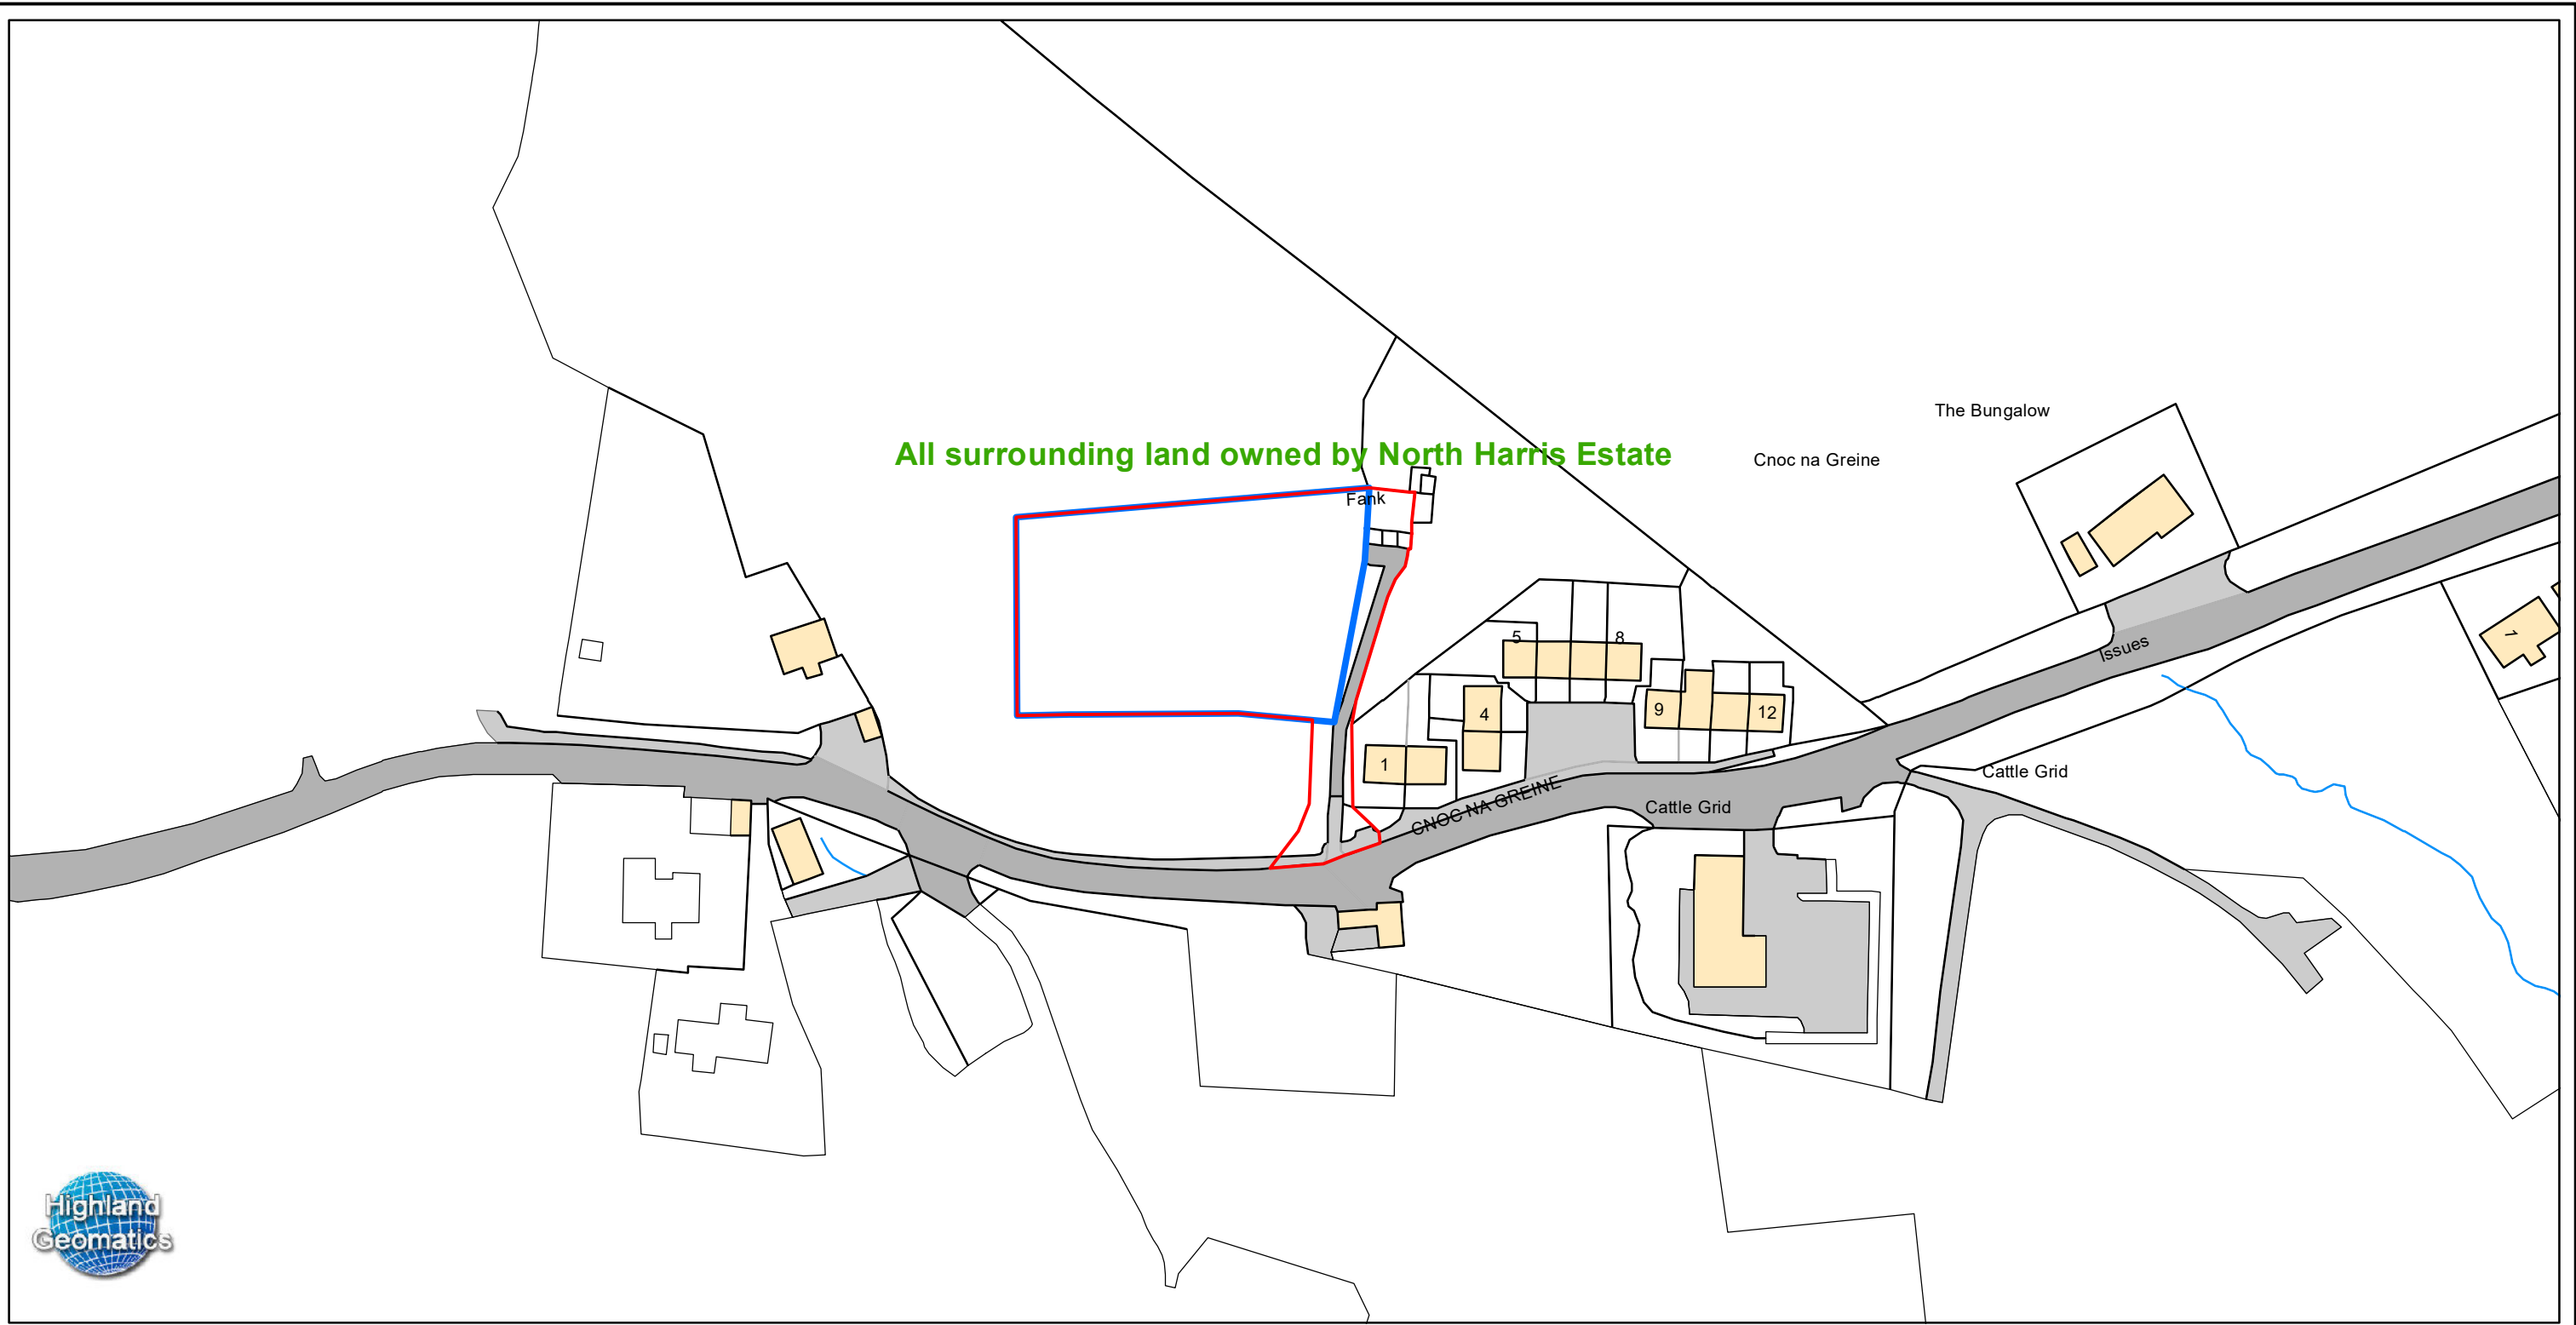 The Bungalow
All surrounding land owned by North Harris Estate
Cnoc na Greine
Fank
5
8
1
Issues
4
9
12
1
Cattle Grid
CNOC NA GREINE
Cattle Grid
Highland
Geomatics